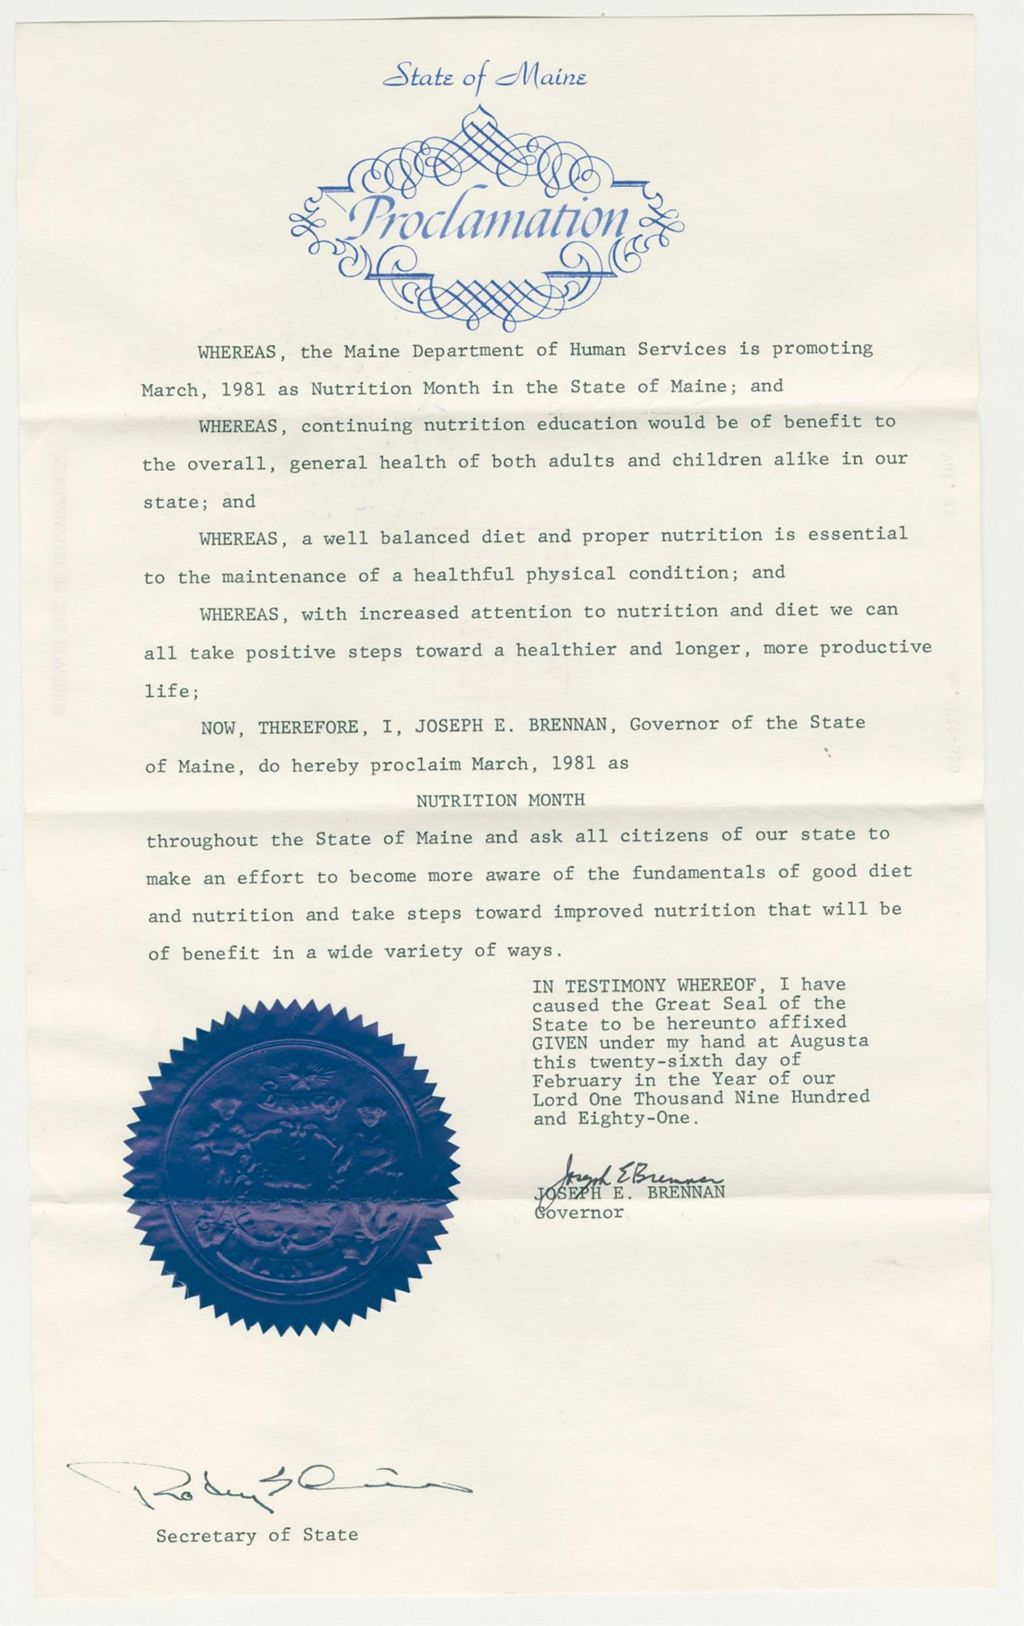 State of Maine
Proclamation
WHEREAS, the Maine Department of Human Services is promoting
March, 1981 as Nutrition Month in the State of Maine; and
WHEREAS, continuing nutrition education would be of benefit to
the overall, general health of both adults and children alike in our
state; and
WHEREAS, a well balanced diet and proper nutrition is essential
to the maintenance of a healthful physical condition; and
WHEREAS, with increased attention to nutrition and diet we can
all take positive steps toward a healthier and longer, more productive
life;
NOW, THEREFORE, I, JOSEPH E. BRENNAN, Governor of the State
of Maine, do hereby proclaim March, 1981 as
NUTRITION MONTH
throughout the State of Maine and ask all citizens of our state to
make an effort to become more aware of the fundamentals of good diet
and nutrition and take steps toward improved nutrition that will be
of benefit in a wide variety of ways.
IN TESTIMONY WHEREOF, I have
caused the Great Seal of the
State to be hereunto affixed
GIVEN under my hand at Augusta
this twenty-sixth day of
February in the Year of our
Lord One Thousand Nine Hundred
and Eighty-One.
Joseph E Brennan
JOSEPH E. BRENNAN
Governor
Secretary of State